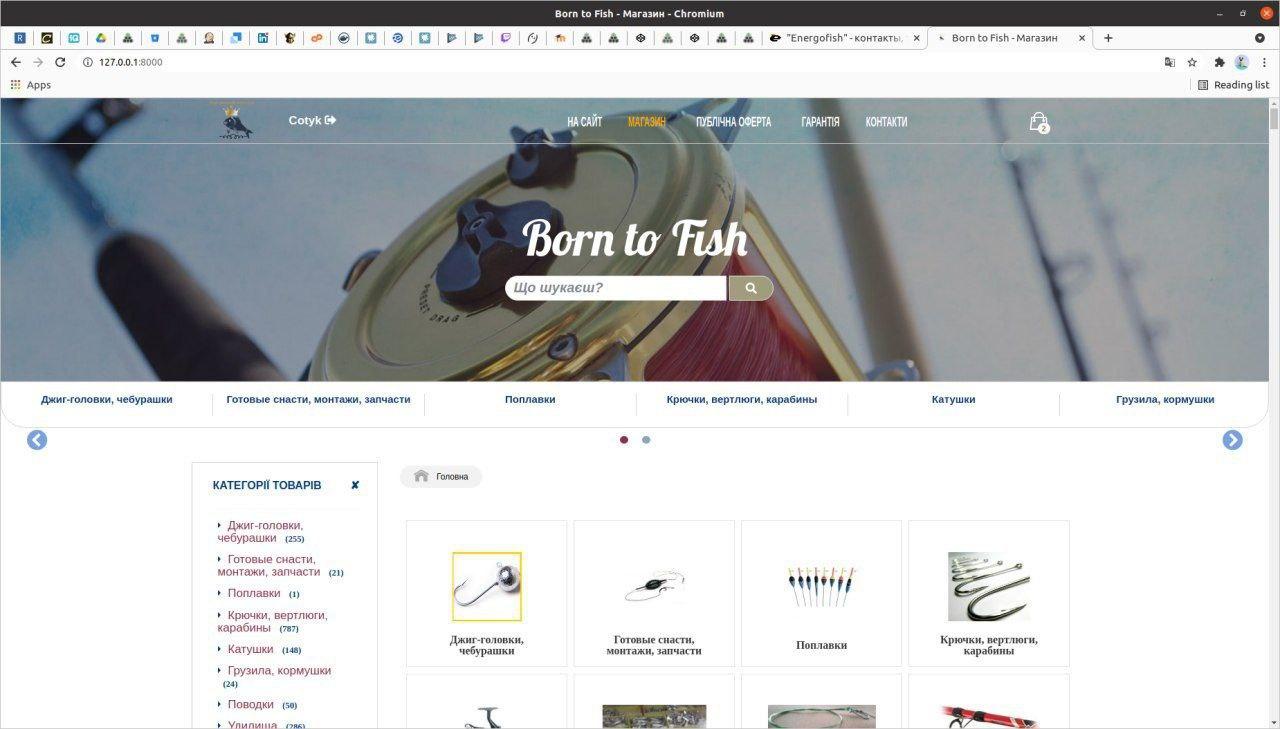 Born to Fish - Магазин - Chromium
"Energofish" - контакты,
Born to Fish - Магазин
127.0.0.1:8000
Apps
Reading list
Cotyk
НА САЙТ
МАГАЗИН
ПУБЛІЧНА ОФЕРТА
ГАРАНТІЯ
КОНТАКТИ
2
Born to Fish
Що шукаєш?
Джиг-головки, чебурашки
Готовые снасти, монтажи, запчасти
Поплавки
Крючки, вертлюги, карабины
Катушки
Грузила, кормушки
КАТЕГОРІЇ ТОВАРІВ
Головна
Джиг-головки,
чебурашки (255)
Готовые снасти,
монтажи, запчасти (21)
Поплавки (1)
Крючки, вертлюги,
карабины (787)
Катушки (148)
Грузила, кормушки
(24)
Поводки (50)
Удилища (286)
Джиг-головки,
чебурашки
Готовые снасти,
монтажи, запчасти
Поплавки
Крючки, вертлюги,
карабины